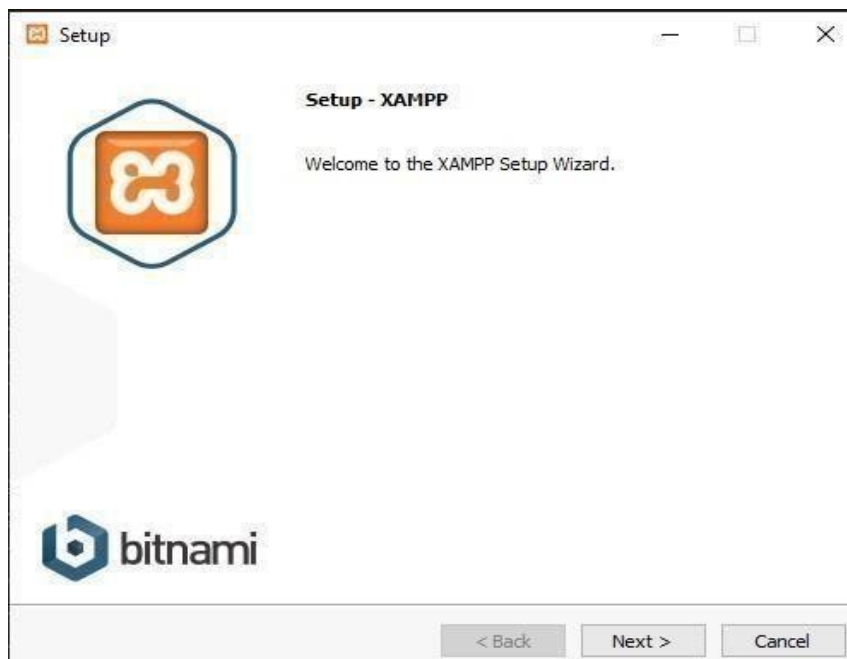 Setup
Setup - XAMPP
Welcome to the XAMPP Setup Wizard.
bitnami
< Back Next > Cancel